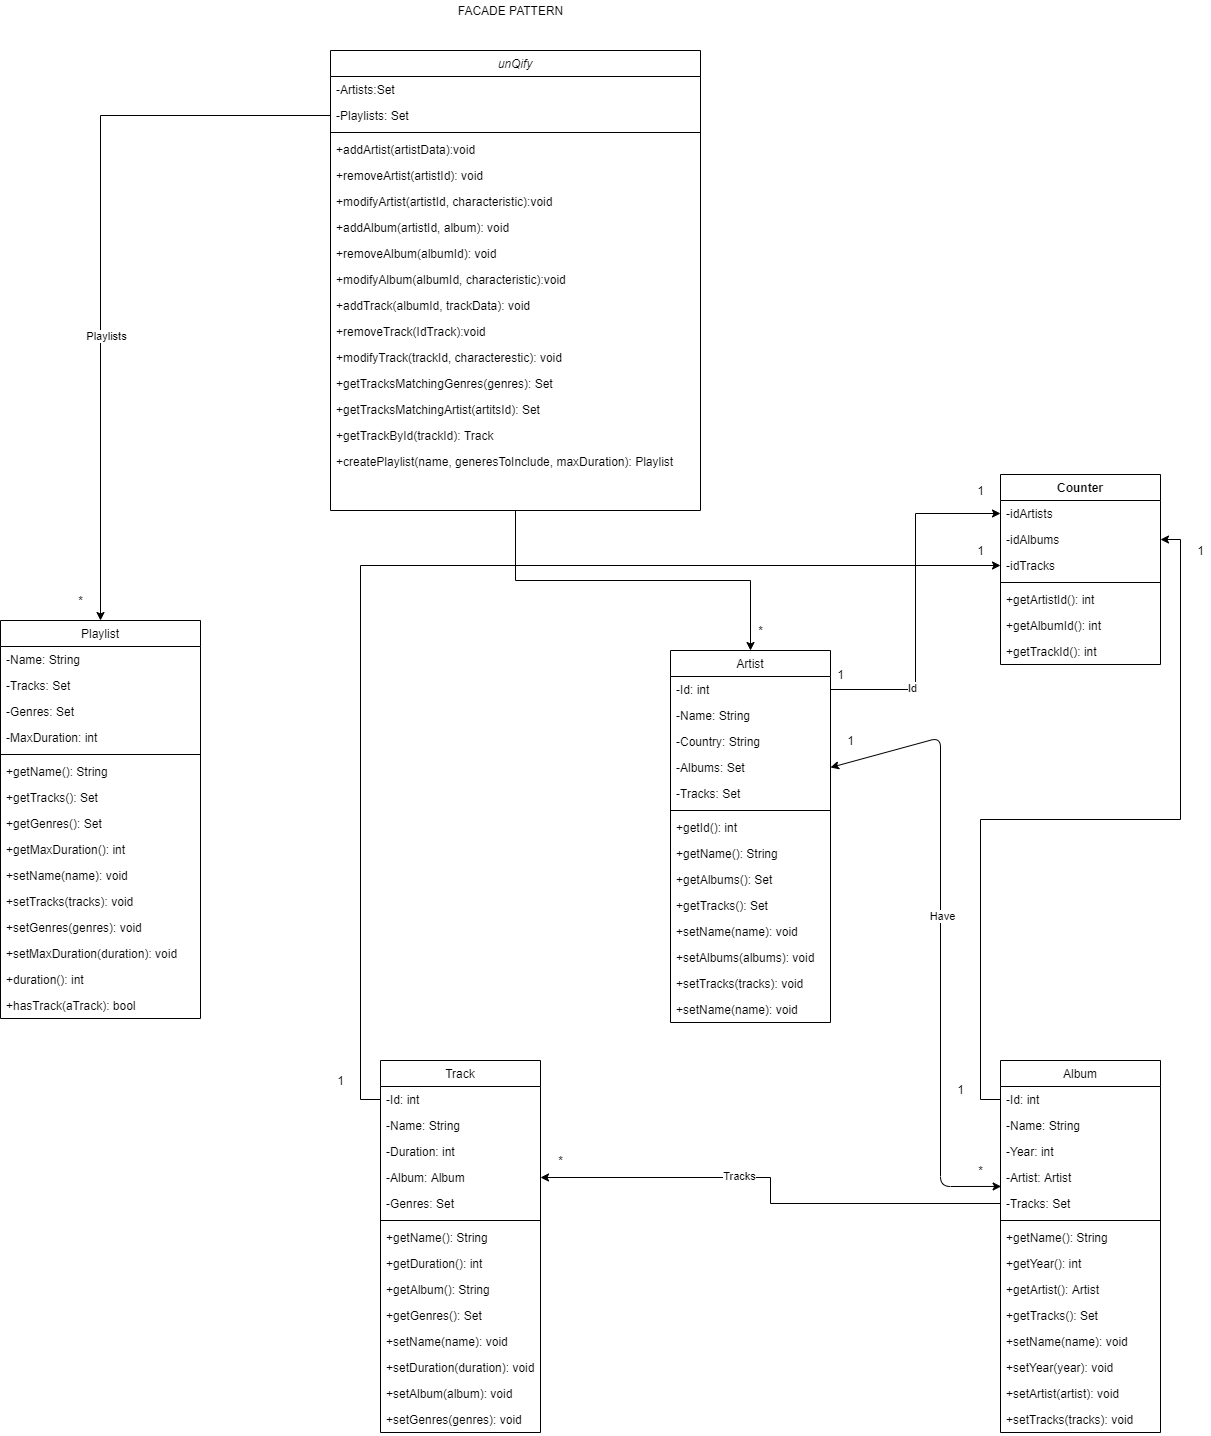 FACADE PATTERN
unQify
-Artists:Set
-Playlists: Set
+addArtist(artistData):void
+removeArtist(artistId): void
+modifyArtist(artistId, characteristic):void
+addAlbum(artistId, album): void
+removeAlbum(albumId): void
+modifyAlbum(albumId, characteristic):void
+addTrack(albumId, trackData): void
+removeTrack(IdTrack):void
+modifyTrack(trackId, characterestic): void
+getTracksMatchingGenres(genres): Set
+getTracksMatchingArtist(artitsId): Set
+getTrackById(trackId): Track
+createPlaylist(name, generesToInclude, maxDuration): Playlist
Playlists
*
Playlist
-Name: String
-Tracks: Set
-Genres: Set
-MaxDuration: int
+getName(): String
+getTracks(): Set
+getGenres(): Set
+getMaxDuration(): int
+setName(name): void
+setTracks(tracks): void
+setGenres(genres): void
+setMaxDuration(duration): void
+duration(): int
+hasTrack(aTrack): bool
1
Counter
-idArtists
-idAlbums
-idTracks
1
1
+getArtistId(): int
+getAlbumId(): int
+getTrackId(): int
*
Artist
1
Id
-Id: int
-Name: String
-Country: String
-Albums: Set
-Tracks: Set
1
+getId(): int
+getName(): String
+getAlbums(): Set
+getTracks(): Set
+setName(name): void
+setAlbums(albums): void
+setTracks(tracks): void
+setName(name): void
Have
1
Track
-Id: int
-Name: String
-Duration: int
-Album: Album
-Genres: Set
+getName(): String
+getDuration(): int
+getAlbum(): String
+getGenres(): Set
+setName(name): void
+setDuration(duration): void
+setAlbum(album): void
+setGenres(genres): void
*
Tracks
1
*
Album
-Id: int
-Name: String
-Year: int
-Artist: Artist
-Tracks: Set
+getName(): String
+getYear(): int
+getArtist(): Artist
+getTracks(): Set
+setName(name): void
+setYear(year): void
+setArtist(artist): void
+setTracks(tracks): void